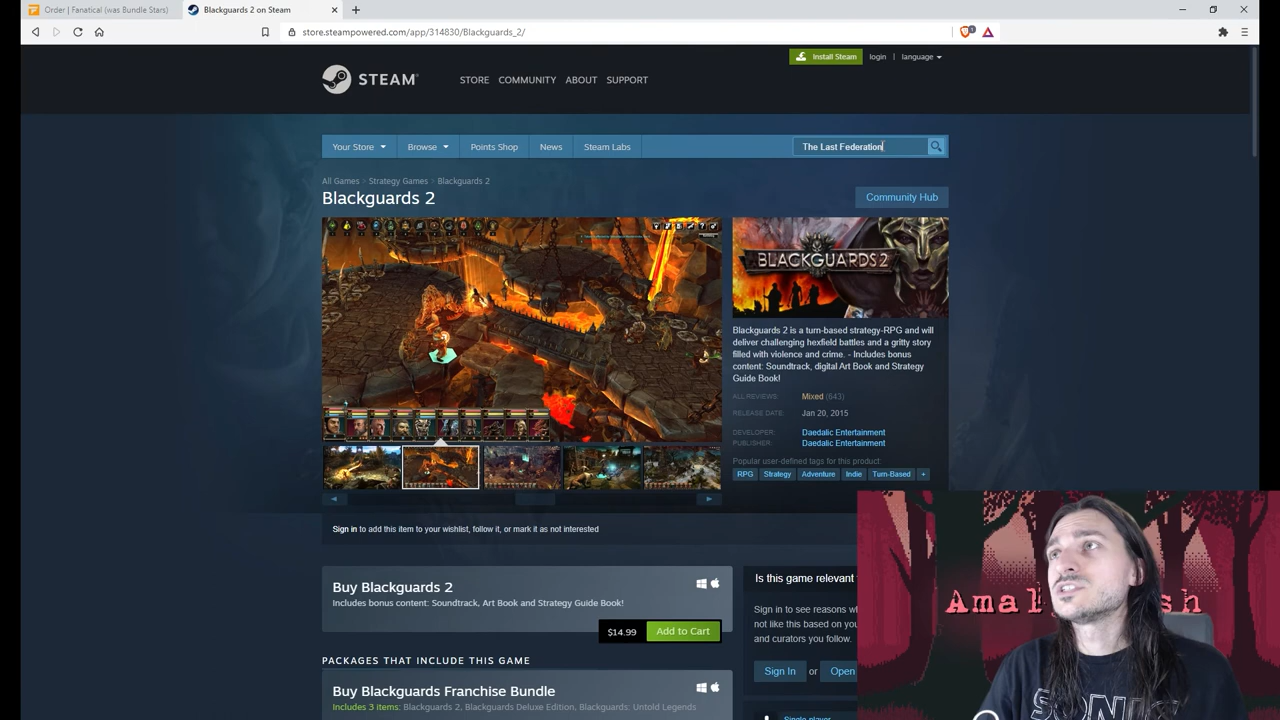 Order | Fanatical (was Bundle Stars)
Blackguards 2 on Steam
store.steampowered.com/app/314830/Blackguards_2/
Install Steam
login
language
STEAM
STORE
COMMUNITY
ABOUT
SUPPORT
Your Store
Browse
Points Shop
News
Steam Labs
The Last Federation
All Games > Strategy Games > Blackguards 2
Blackguards 2
Community Hub
BLACKGUARDS 2
Blackguards 2 is a turn-based strategy-RPG and will
deliver challenging hexfield battles and a gritty story
filled with violence and crime. - Includes bonus
content: Soundtrack, digital Art Book and Strategy
Guide Book!
ALL REVIEWS: Mixed (643)
RELEASE DATE: Jan 20, 2015
DEVELOPER: Daedalic Entertainment
PUBLISHER: Daedalic Entertainment
Popular user-defined tags for this product:
RPG
Strategy
Adventure
Indie
Turn-Based
+
Sign in to add this item to your wishlist, follow it, or mark it as not interested
Buy Blackguards 2
Includes bonus content: Soundtrack, Art Book and Strategy Guide Book!
$14.99
Add to Cart
Is this game relevant
Sign in to see reasons
not like this based on you
and curators you follow.
Sign In
or
Open
PACKAGES THAT INCLUDE THIS GAME
Buy Blackguards Franchise Bundle
Includes 3 items: Blackguards 2, Blackguards Deluxe Edition, Blackguards: Untold Legends
Single-player